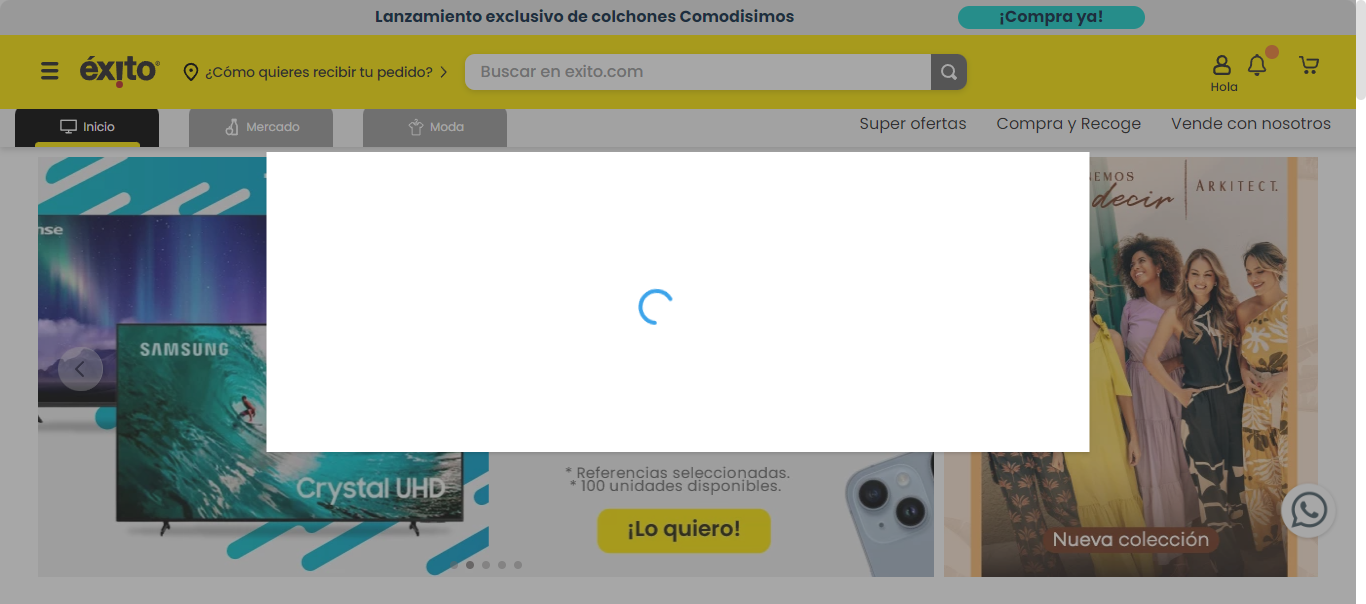 Lanzamiento exclusivo de colchones Comodisimos
¡Compra ya!
éxito
¿Cómo quieres recibir tu pedido?
Buscar en exito.com
Hola
Inicio
Mercado
Moda
Super ofertas
Compra y Recoge
Vende con nosotros
SAMSUNG
Crystal UHD
* Referencias seleccionadas.
* 100 unidades disponibles.
¡Lo quiero!
decir
ARKITECT.
Nueva colección